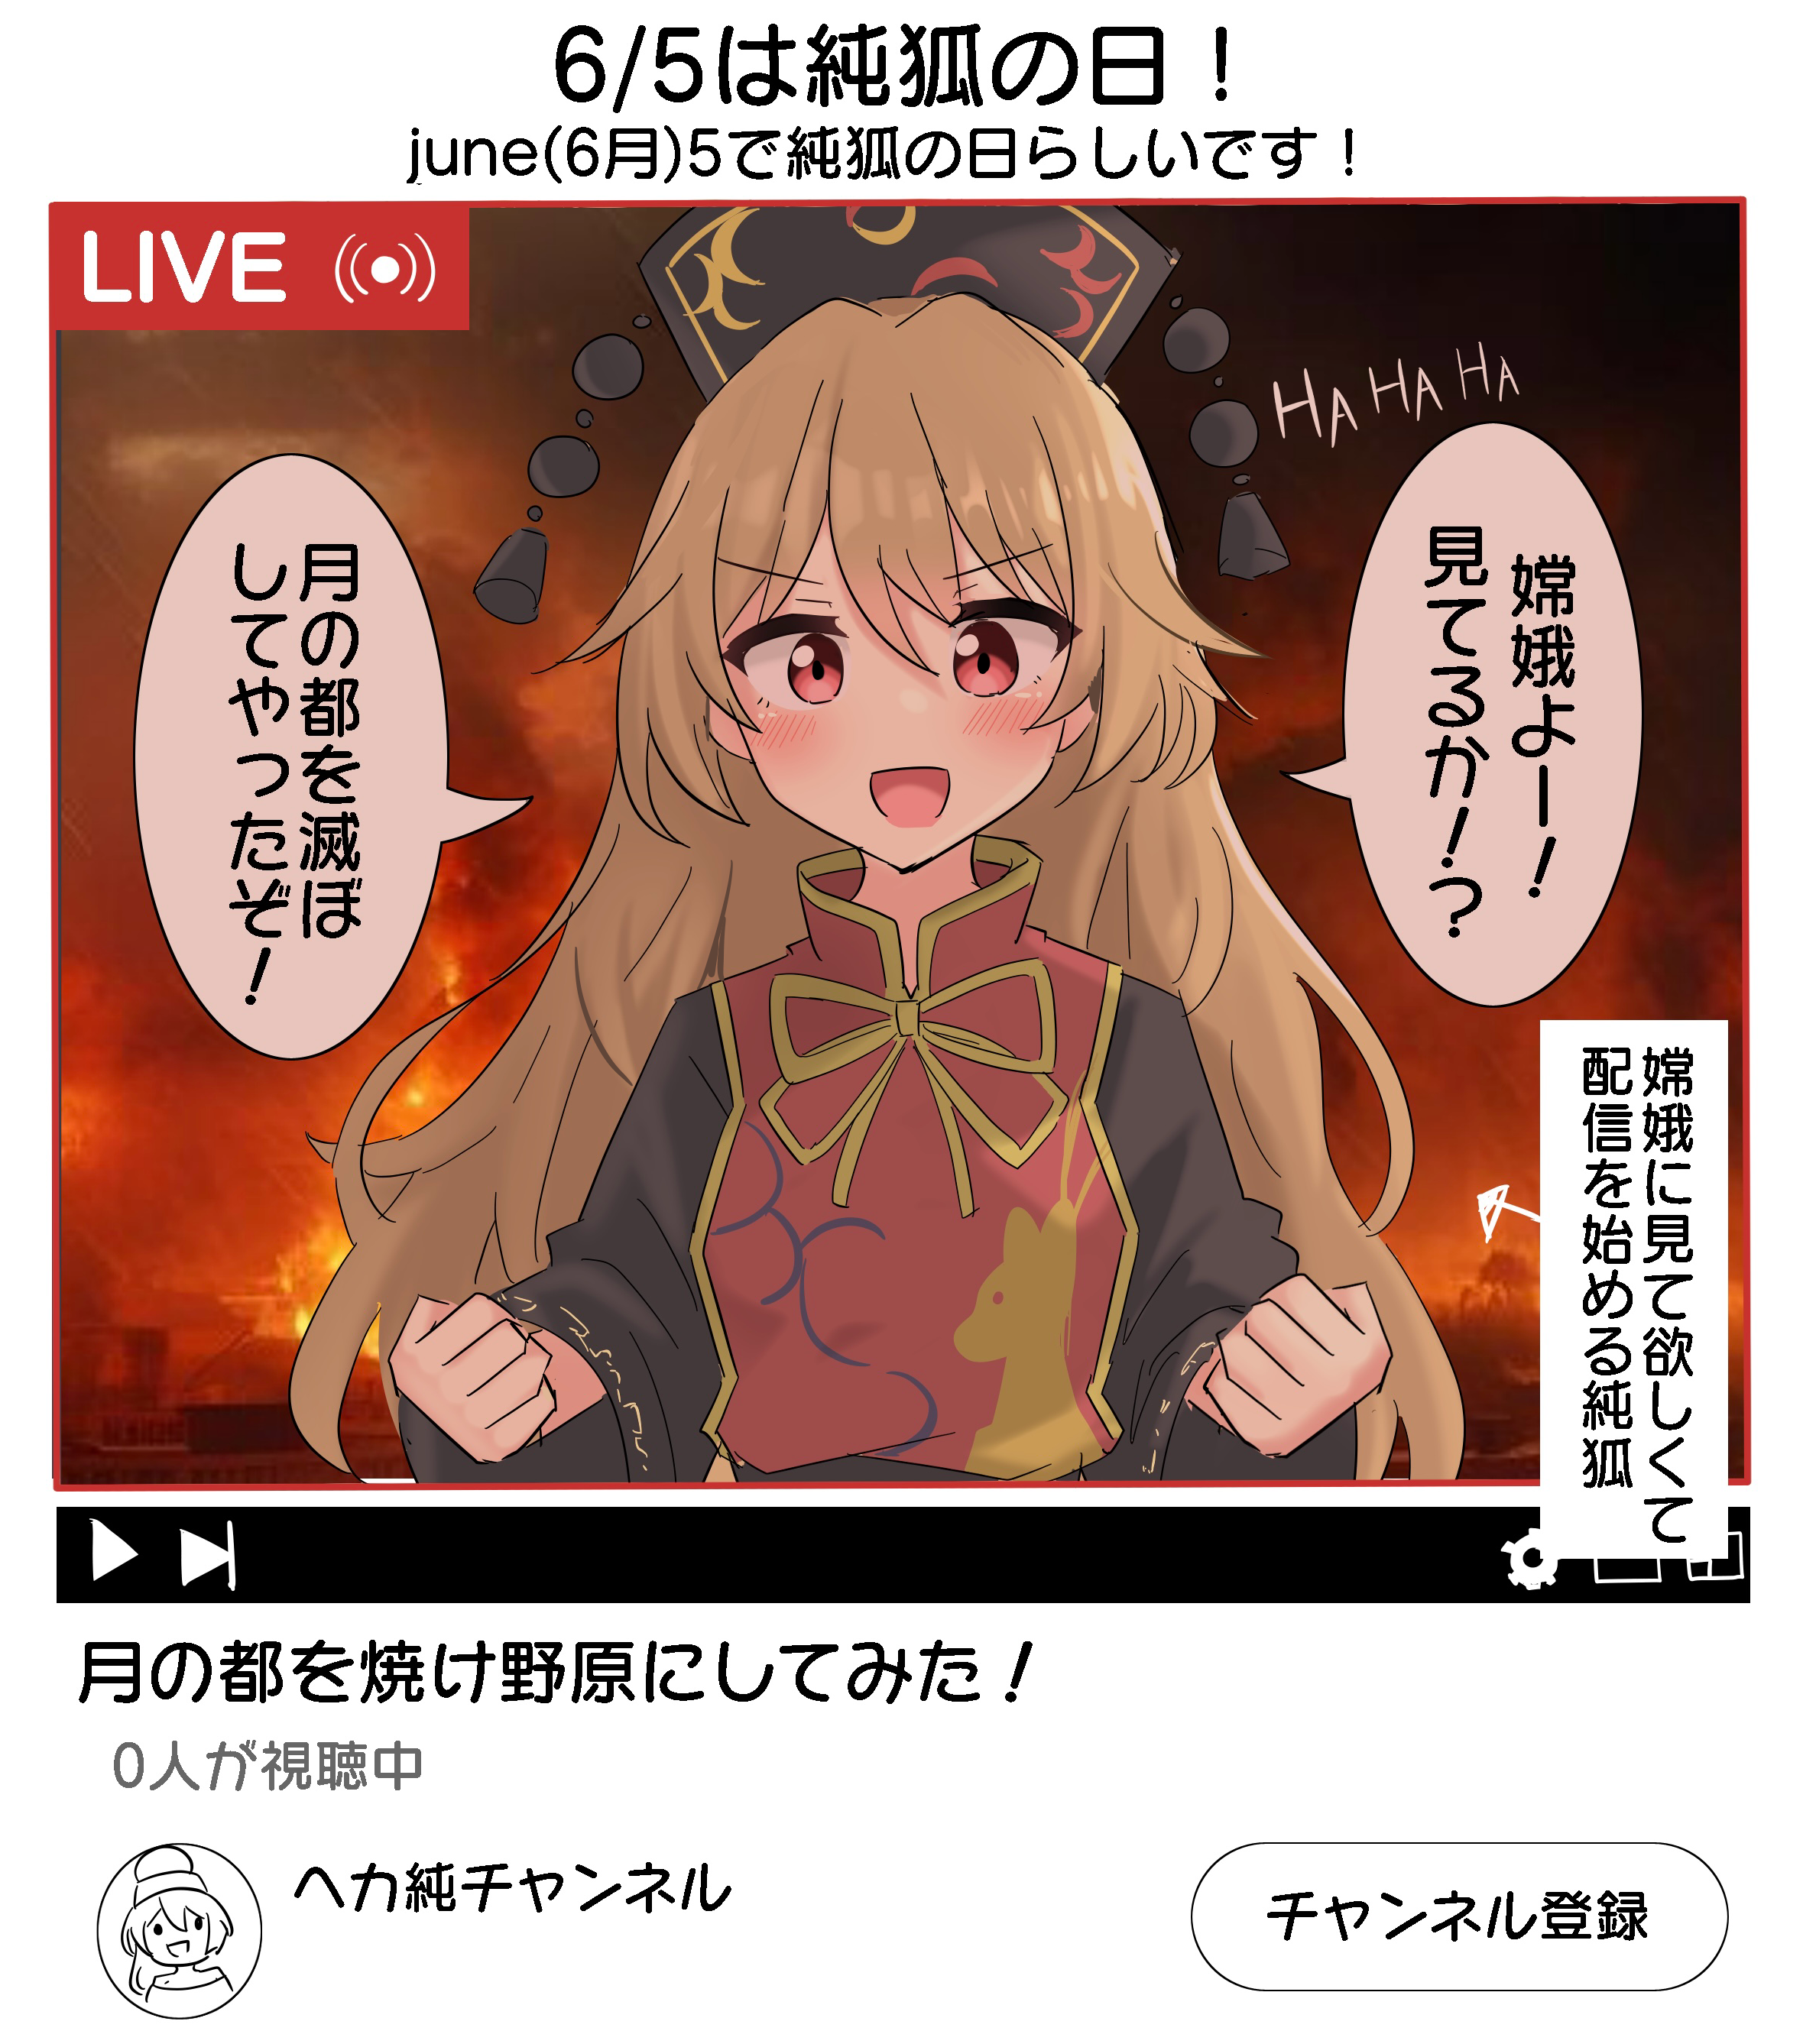 6/5は純狐の日！
june(6月)5で純狐の日らしいです！
LIVE
HA HA HA
嫦娥よー！
見てるか！？
月の都を滅ぼ
してやったぞ！
嫦娥に見て欲しくて
配信を始める純狐
月の都を焼け野原にしてみた！
0人が視聴中
ヘカ純チャンネル
チャンネル登録